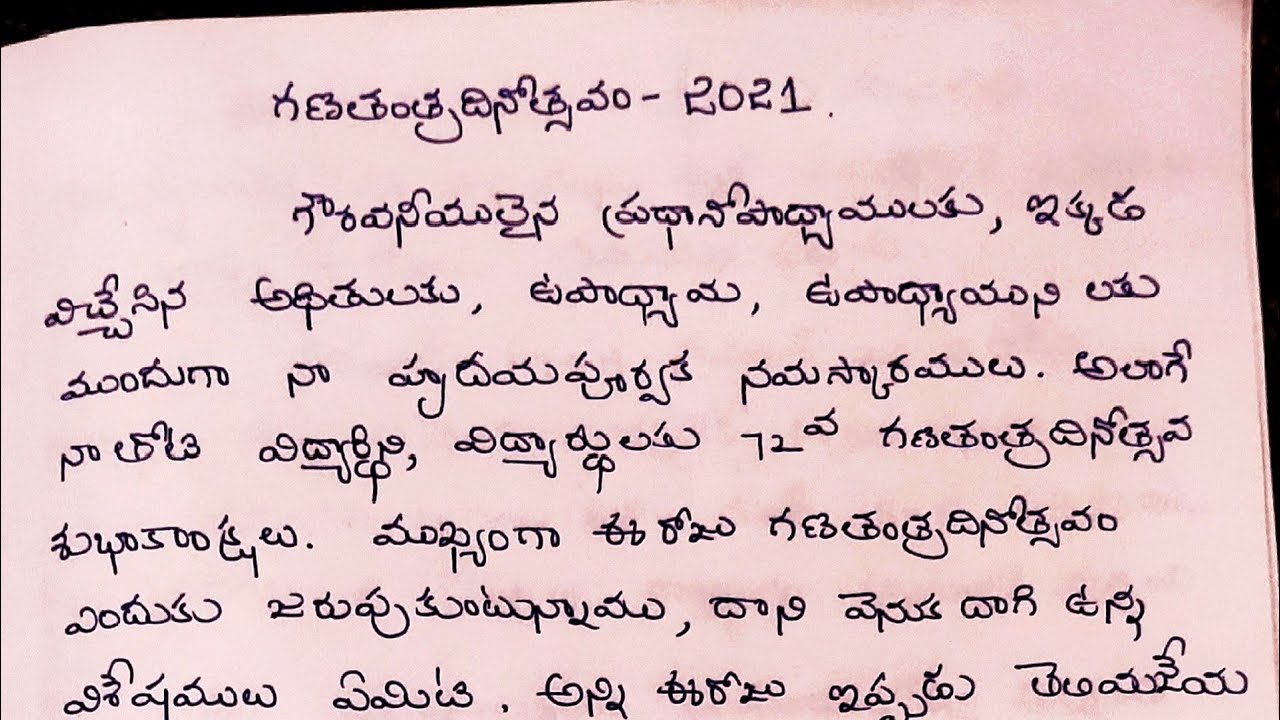 గణతంత్రదినోత్సవం - 2021.
గౌరవనీయులైన ప్రధానోపాధ్యాములకు, ఇక్కడ
విచ్చేసిన అథితులకు, ఉపాధ్యామ, ఉపాధ్యాయుని లకు
ముందుగా నా హృదయపూర్వక నమస్కారములు. అలాగే
నా తోటి విద్యార్థిని, విద్యార్థులకు 72వ గణతంత్రదినోత్సవ
శుభాకాంక్షలు. ముఖ్యంగా ఈ రోజు గణతంత్రదినోత్సవం
ఎందుకు జరుపుకుంటున్నాము, దాని వెనుక దాగి ఉన్ని
విశేషములు ఏమిటి. అన్ని ఈరోజు ఇప్పుడు తెలియజేయ